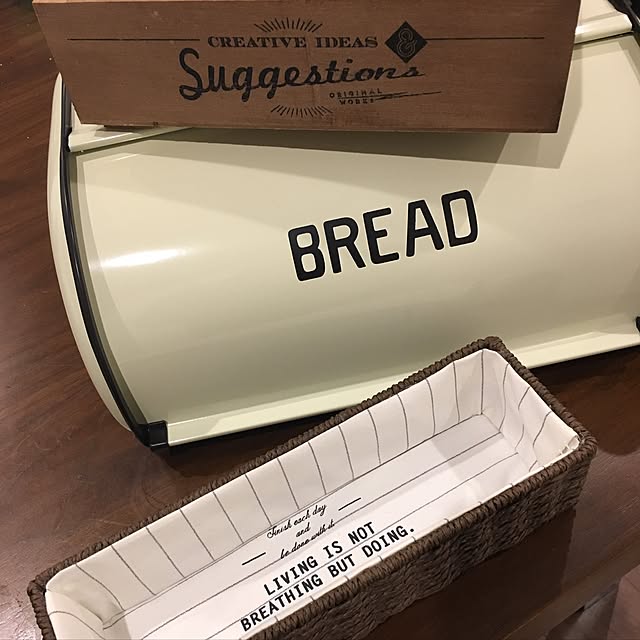 CREATIVE IDEAS &
Suggestions
ORIGINAL
WORKS
BREAD
Finish each day
and
be done with it
LIVING IS NOT
BREATHING BUT DOING.